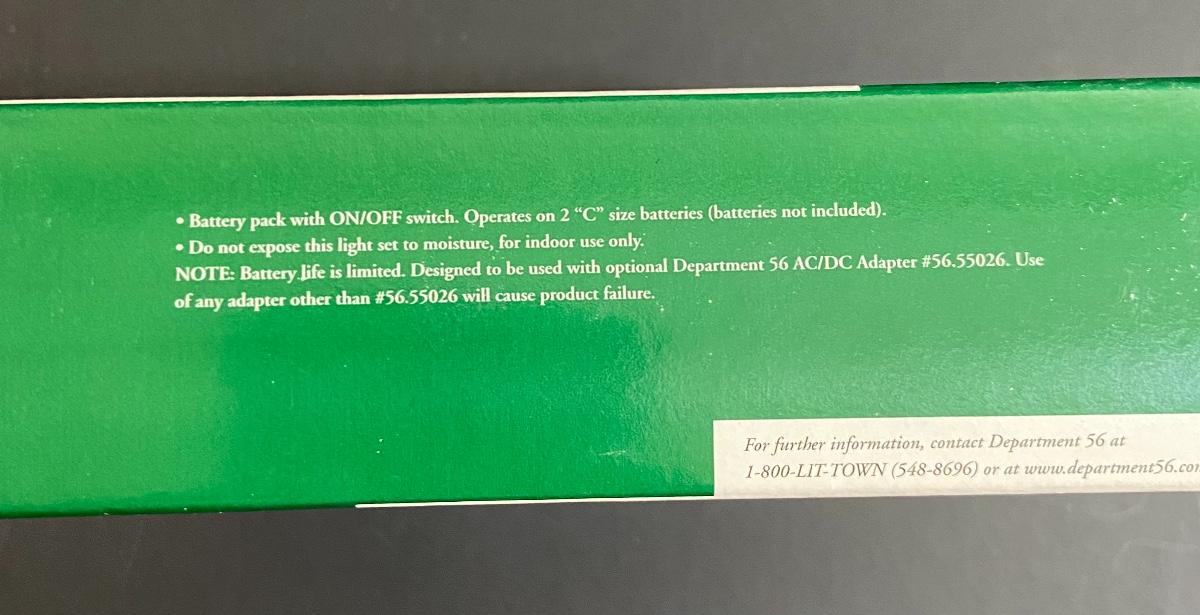 • Battery pack with ON/OFF switch. Operates on 2 “C” size batteries (batteries not included).
• Do not expose this light set to moisture, for indoor use only.
NOTE: Battery life is limited. Designed to be used with optional Department 56 AC/DC Adapter #56.55026. Use
of any adapter other than #56.55026 will cause product failure.
For further information, contact Department 56 at
1-800-LIT-TOWN (548-8696) or at www.department56.com